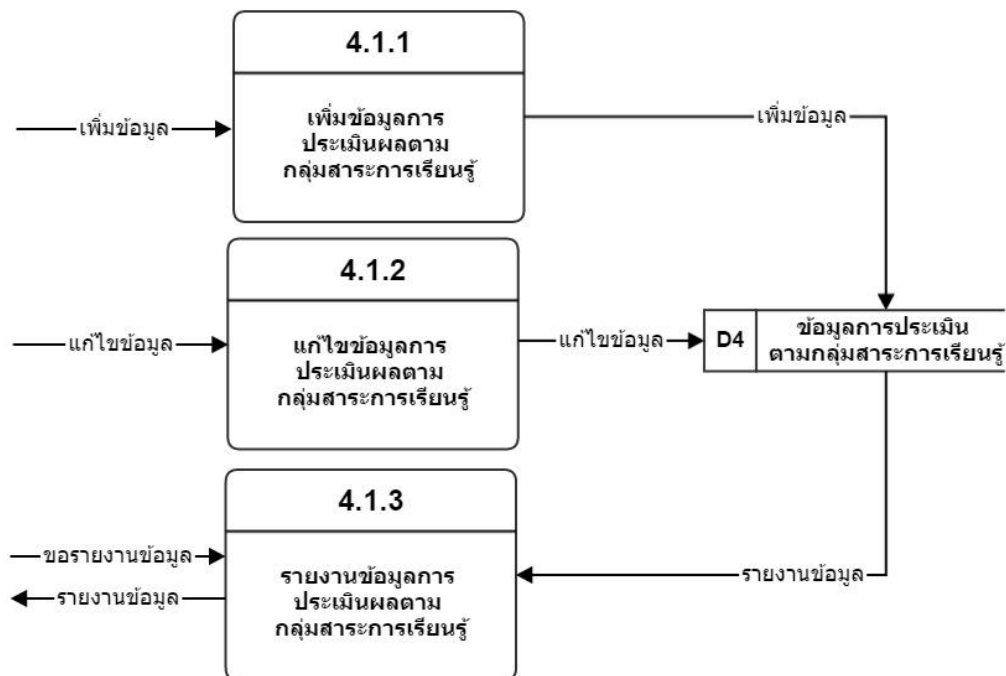 4.1.1
เพิ่มข้อมูล
เพิ่มข้อมูลการ
ประเมินผลตาม
กลุ่มสาระการเรียนรู้
เพิ่มข้อมูล
4.1.2
แก้ไขข้อมูล
แก้ไขข้อมูลการ
ประเมินผลตาม
กลุ่มสาระการเรียนรู้
แก้ไขข้อมูล
D4
ข้อมูลการประเมิน
ตามกลุ่มสาระการเรียนรู้
4.1.3
ขอรายงานข้อมูล
รายงานข้อมูล
รายงานข้อมูลการ
ประเมินผลตาม
กลุ่มสาระการเรียนรู้
รายงานข้อมูล